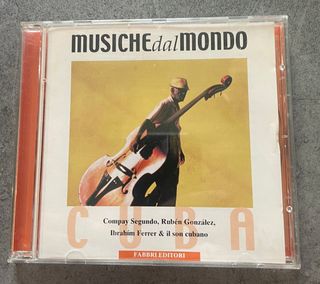 MUSICHE dal MONDO
CUBA
Compay Segundo, Rubén González,
Ibrahim Ferrer & il son cubano
FABBRI EDITORI